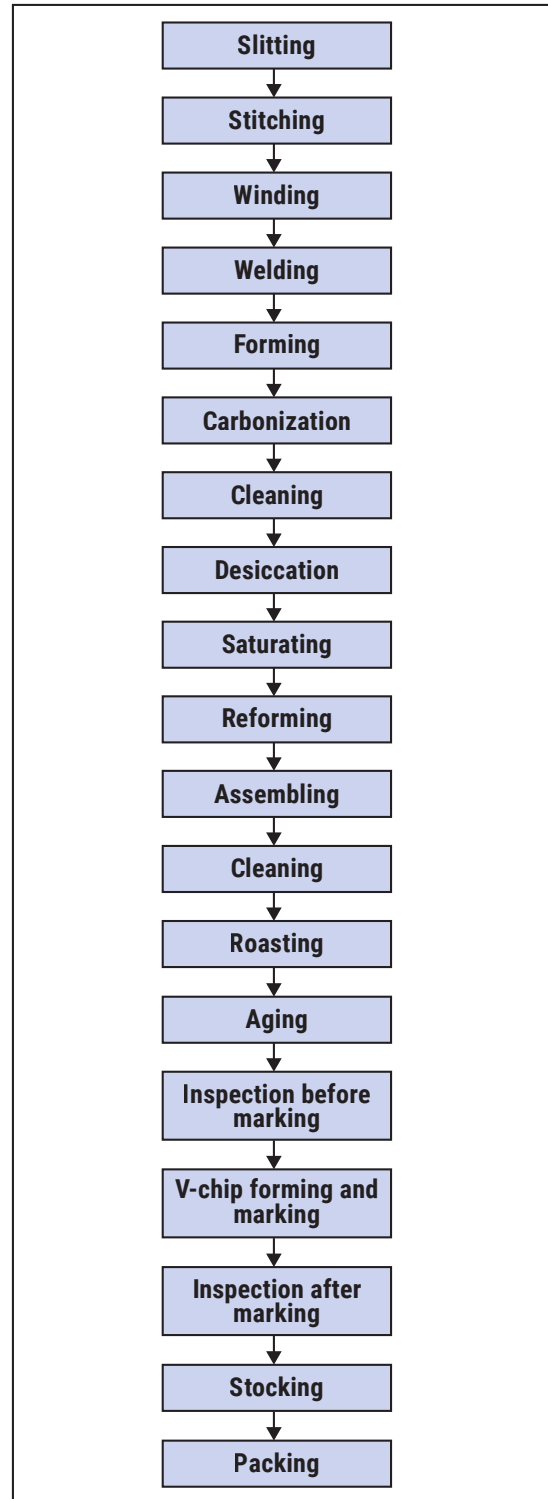 Slitting
Stitching
Winding
Welding
Forming
Carbonization
Cleaning
Desiccation
Saturating
Reforming
Assembling
Cleaning
Roasting
Aging
Inspection before
marking
V-chip forming and
marking
Inspection after
marking
Stocking
Packing